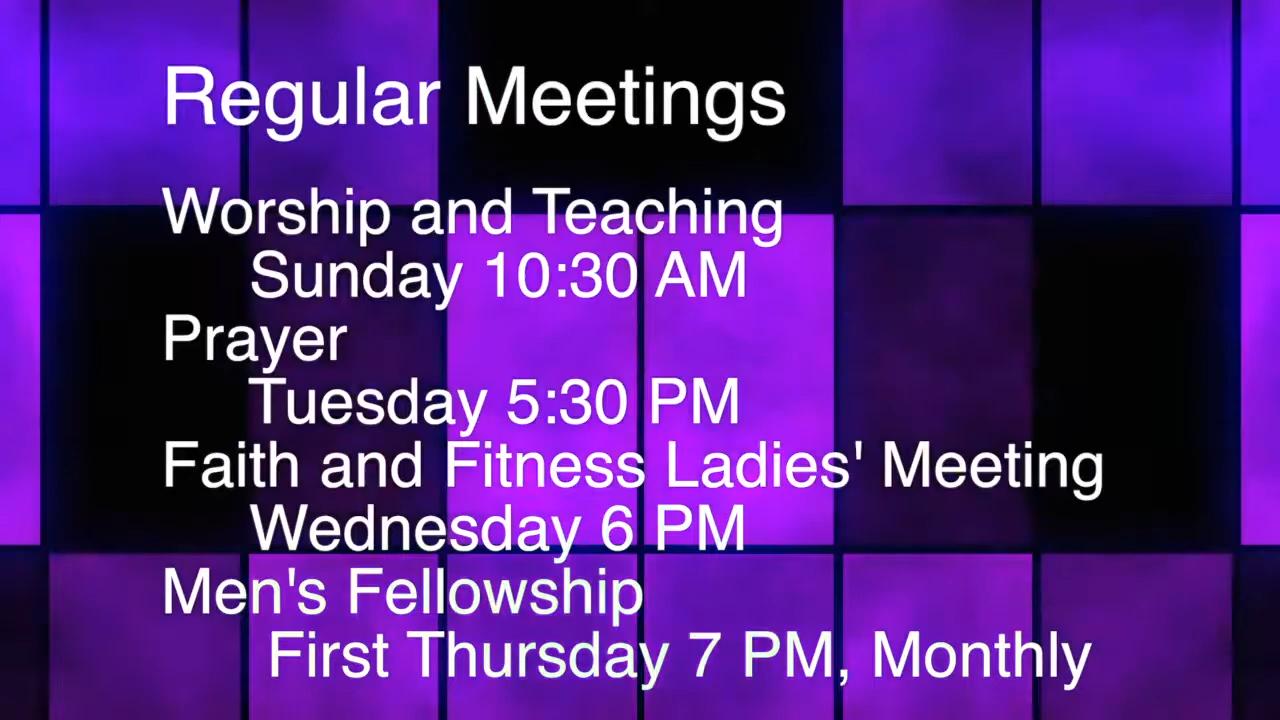 Regular Meetings
Worship and Teaching
Sunday 10:30 AM
Prayer
Tuesday 5:30 PM
Faith and Fitness Ladies' Meeting
Wednesday 6 PM
Men's Fellowship
First Thursday 7 PM, Monthly